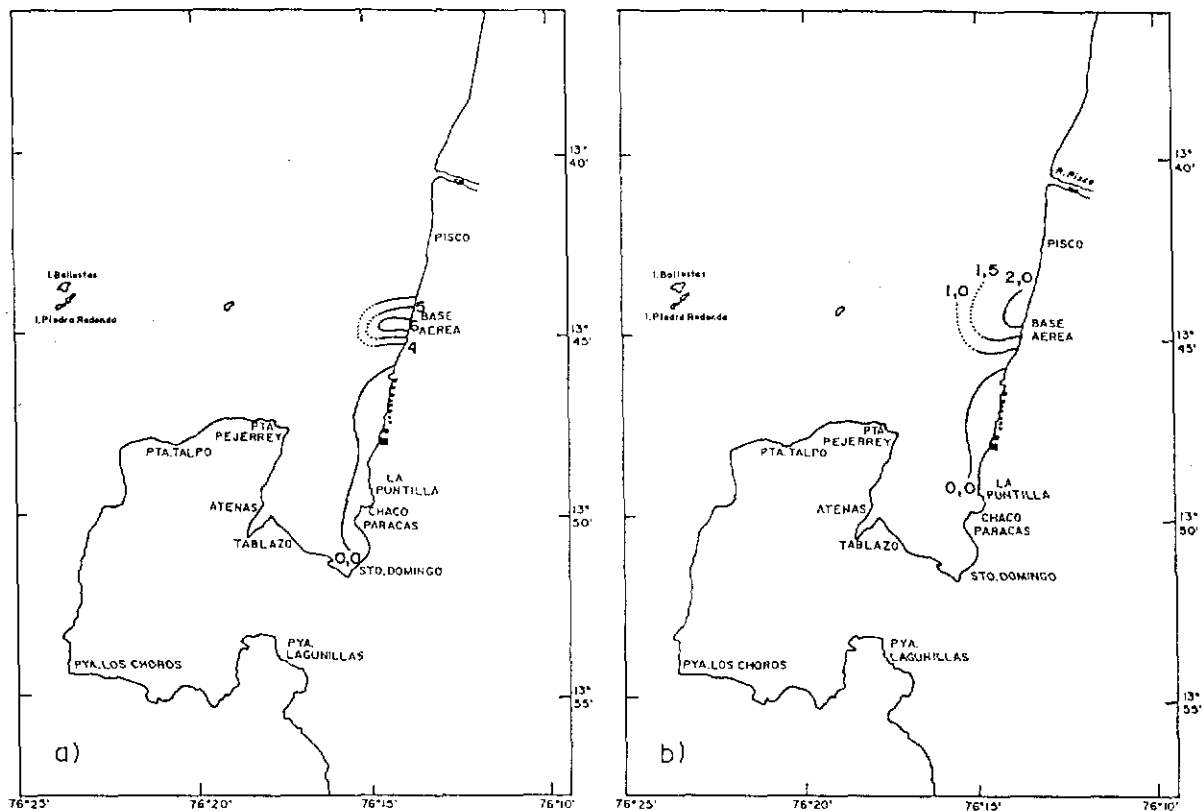 13°
40'
PISCO
I. Ballestas
I. Piedra Redonda
5
BASE
6
AEREA
4
13°
45'
PTA.
PEJERREY
PTA. TALPO
LA
PUNTILLA
ATENAS
CHACO
PARACAS
13°
50'
TABLAZO
0,0
STO. DOMINGO
PYA.
LAGUNILLAS
PYA. LOS CHOROS
13°
55'
a)
76°25'
76°20'
76°15'
76°10'
13°
40'
R. Pisco
PISCO
I. Ballestas
I. Piedra Redonda
1,0
1,5
2,0
BASE
AEREA
13°
45'
PTA.
PEJERREY
PTA. TALPO
0,0
LA
PUNTILLA
ATENAS
CHACO
PARACAS
13°
50'
TABLAZO
STO. DOMINGO
PYA.
LAGUNILLAS
PYA. LOS CHOROS
13°
55'
b)
76°25'
76°20'
76°15'
76°10'